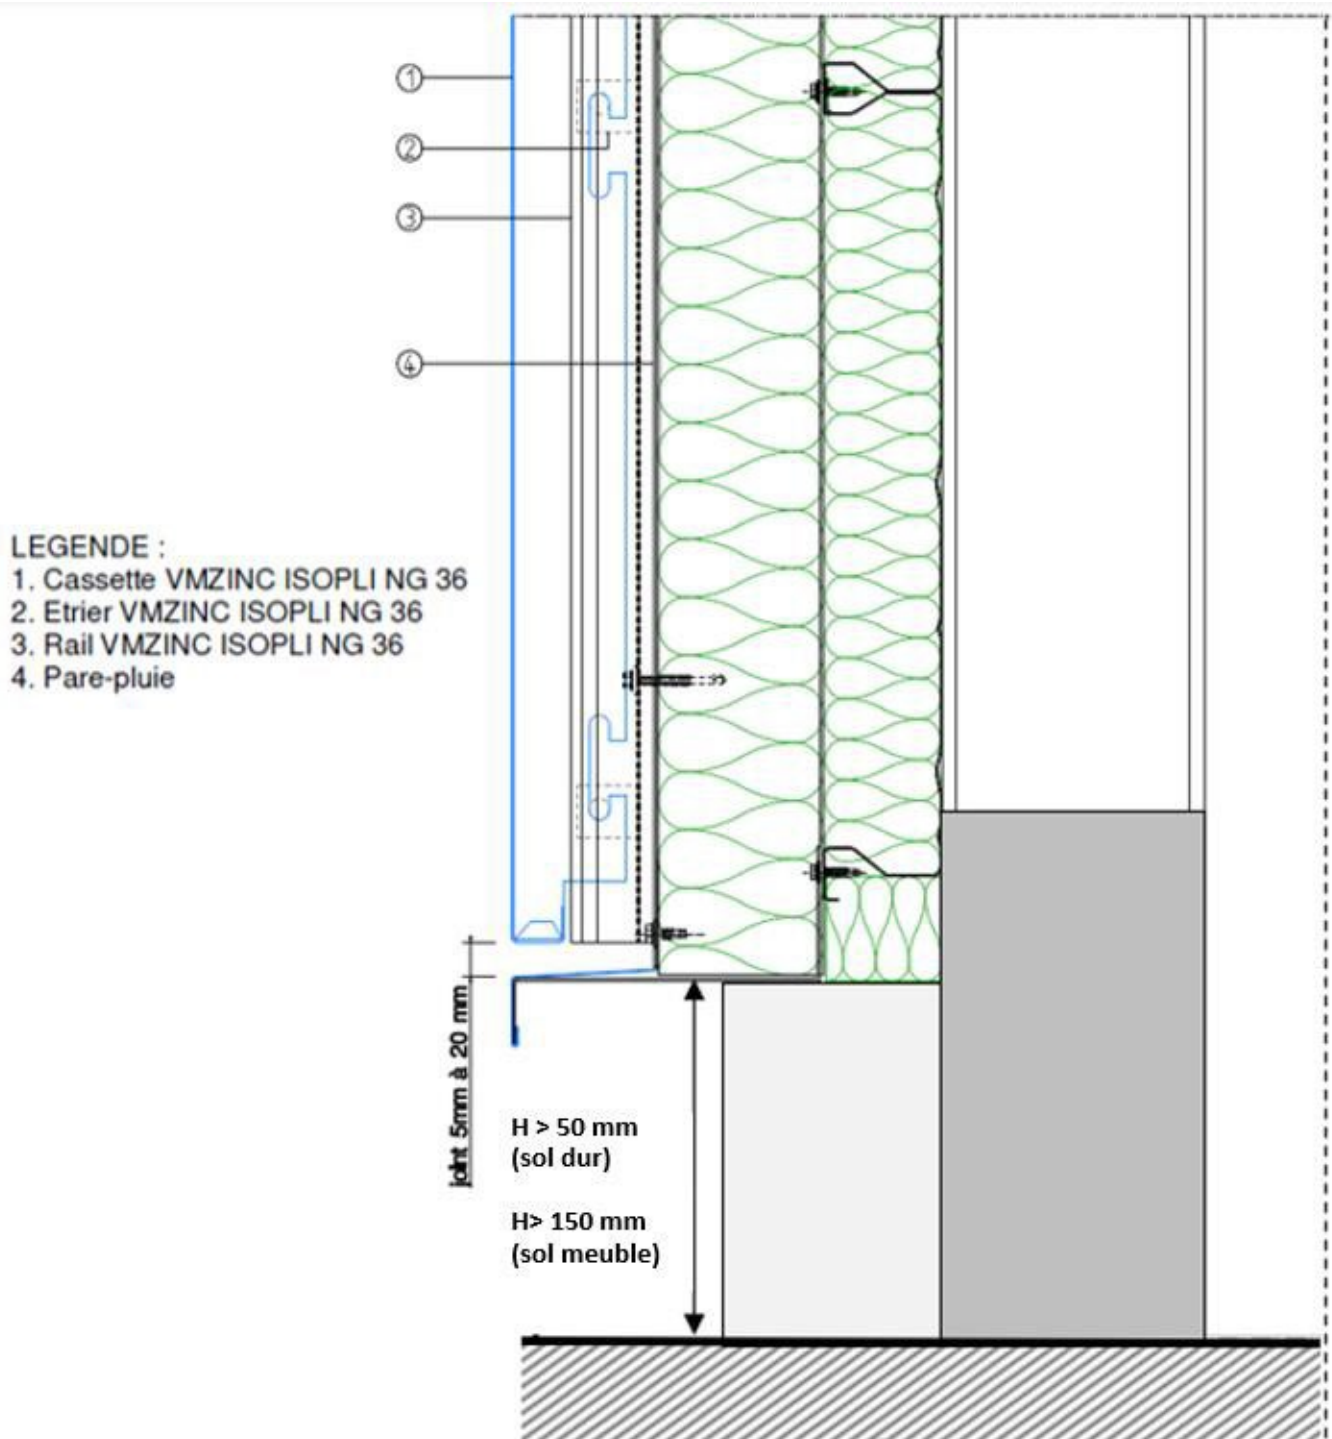 1
2
3
4
LEGENDE :
1. Cassette VMZINC ISOPLI NG 36
2. Etrier VMZINC ISOPLI NG 36
3. Rail VMZINC ISOPLI NG 36
4. Pare-pluie
joint 5mm à 20 mm
H > 50 mm
(sol dur)
H> 150 mm
(sol meuble)